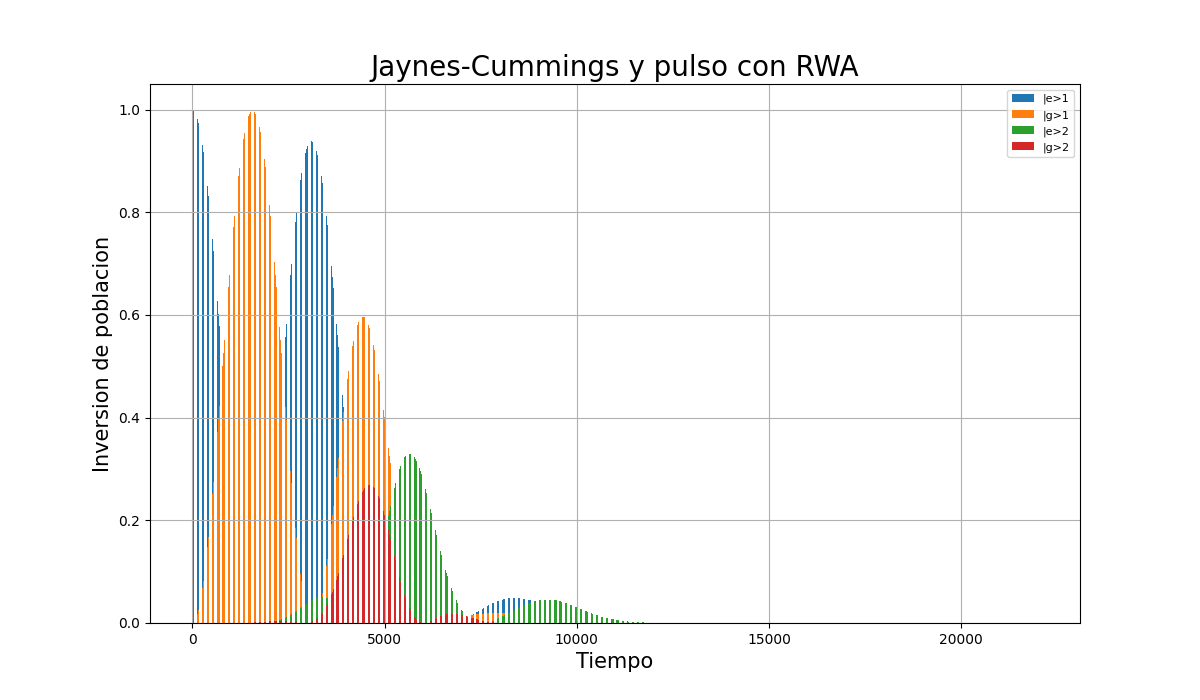 Jaynes-Cummings y pulso con RWA
|e>1
|g>1
|e>2
|g>2
Inversion de poblacion
1.0
0.8
0.6
0.4
0.2
0.0
0 5000 10000 15000 20000
Tiempo